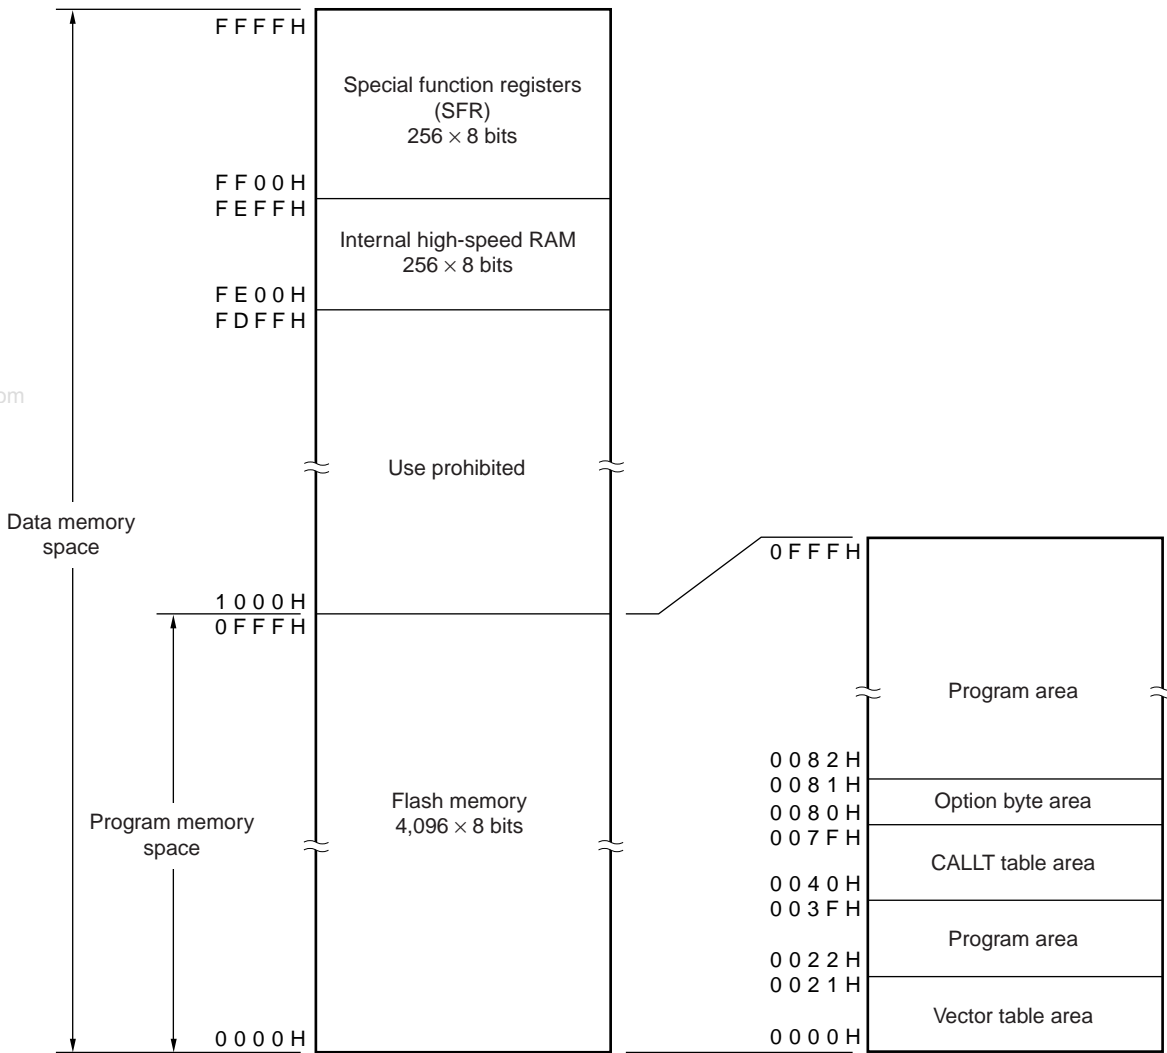 FFFFH
Special function registers
(SFR)
256 × 8 bits
FF00H
FEFFH
Internal high-speed RAM
256 × 8 bits
FE00H
FDFFH
om
Use prohibited
Data memory
space
1000H
0FFFH
Flash memory
4,096 × 8 bits
Program memory
space
0000H
0FFFH
Program area
0082H
0081H
Option byte area
0080H
007FH
CALLT table area
0040H
003FH
Program area
0022H
0021H
Vector table area
0000H